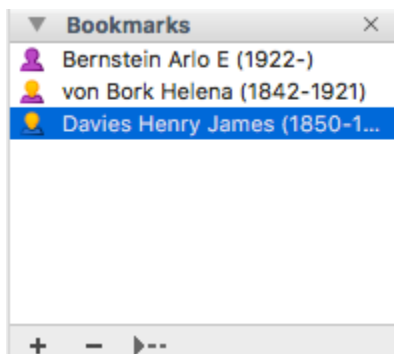 Bookmarks
Bernstein Arlo E (1922-)
von Bork Helena (1842-1921)
Davies Henry James (1850-1...